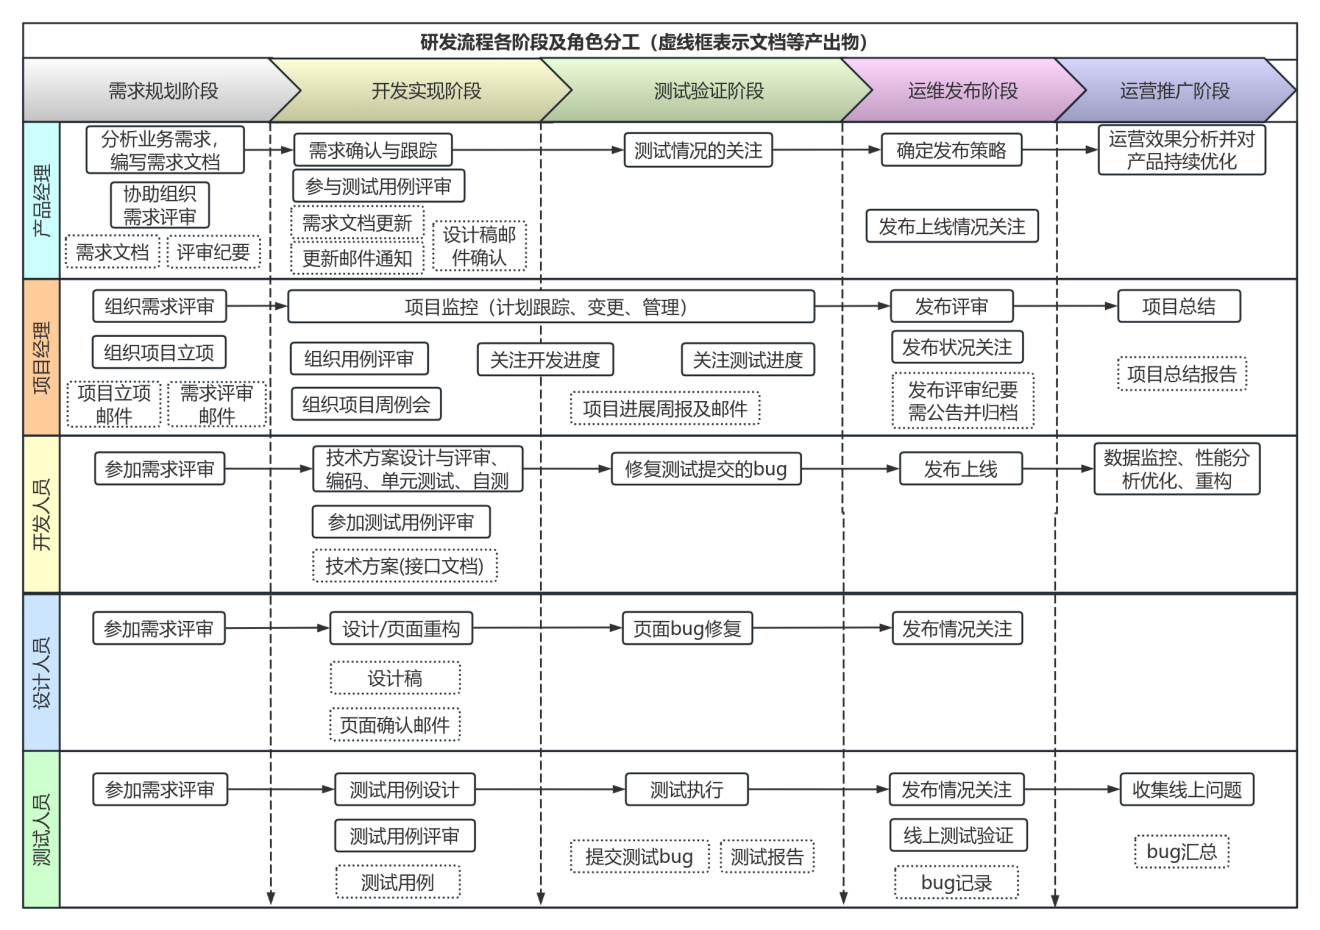 研发流程各阶段及角色分工（虚线框表示文档等产出物）
需求规划阶段
开发实现阶段
测试验证阶段
运维发布阶段
运营推广阶段
产品经理
分析业务需求，
编写需求文档
协助组织
需求评审
需求文档
评审纪要
需求确认与跟踪
参与测试用例评审
需求文档更新
更新邮件通知
设计稿邮
件确认
测试情况的关注
确定发布策略
发布上线情况关注
运营效果分析并对
产品持续优化
项目经理
组织需求评审
组织项目立项
项目立项
邮件
需求评审
邮件
项目监控（计划跟踪、变更、管理）
组织用例评审
关注开发进度
关注测试进度
组织项目周例会
项目进展周报及邮件
发布评审
发布状况关注
发布评审纪要
需公告并归档
项目总结
项目总结报告
开发人员
参加需求评审
技术方案设计与评审、
编码、单元测试、自测
参加测试用例评审
技术方案(接口文档)
修复测试提交的bug
发布上线
数据监控、性能分
析优化、重构
设计人员
参加需求评审
设计/页面重构
设计稿
页面确认邮件
页面bug修复
发布情况关注
测试人员
参加需求评审
测试用例设计
测试用例评审
测试用例
测试执行
提交测试bug
测试报告
发布情况关注
线上测试验证
bug记录
收集线上问题
bug汇总